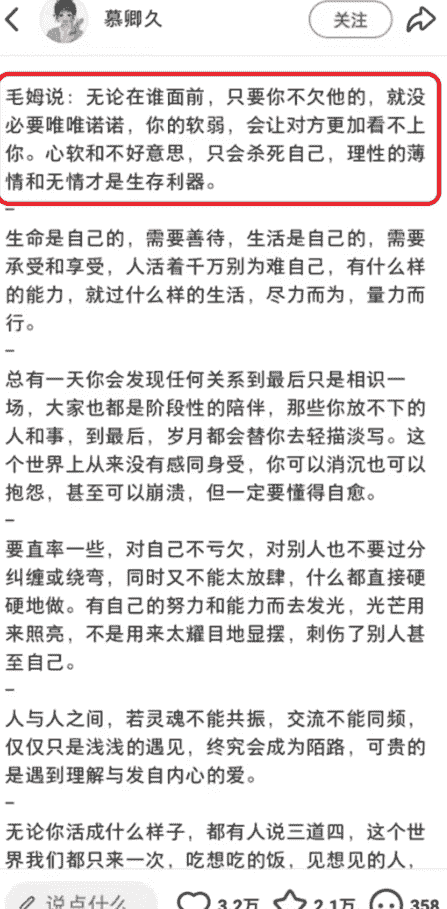 慕卿久
关注
毛姆说：无论在谁面前，只要你不欠他的，就没
必要唯唯诺诺，你的软弱，会让对方更加看不上
你。心软和不好意思，只会杀死自己，理性的薄
情和无情才是生存利器。
–
生命是自己的，需要善待，生活是自己的，需要
承受和享受，人活着千万别为难自己，有什么样
的能力，就过什么样的生活，尽力而为，量力而
行。
–
总有一天你会发现任何关系到最后只是相识一
场，大家也都是阶段性的陪伴，那些你放不下的
人和事，到最后，岁月都会替你去轻描淡写。这
个世界上从来没有感同身受，你可以消沉也可以
抱怨，甚至可以崩溃，但一定要懂得自愈。
–
要直率一些，对自己不亏欠，对别人也不要过分
纠缠或绕弯，同时又不能太放肆，什么都直接硬
硬地做。有自己的努力和能力而去发光，光芒用
来照亮，不是用来太耀目地显摆，刺伤了别人甚
至自己。
–
人与人之间，若灵魂不能共振，交流不能同频，
仅仅只是浅浅的遇见，终究会成为陌路，可贵的
是遇到理解与发自内心的爱。
–
无论你活成什么样子，都有人说三道四，这个世
界我们都只来一次，吃想吃的饭，见想见的人，
说点什么
3.2万
2.1万
358